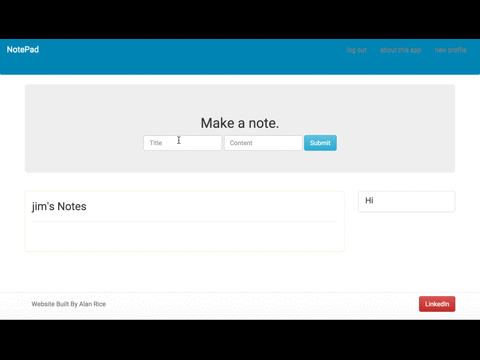 NotePad
log out about this app new profile
Make a note.
Title Content Submit
jim's Notes
Hi
Website Built By Alan Rice
LinkedIn